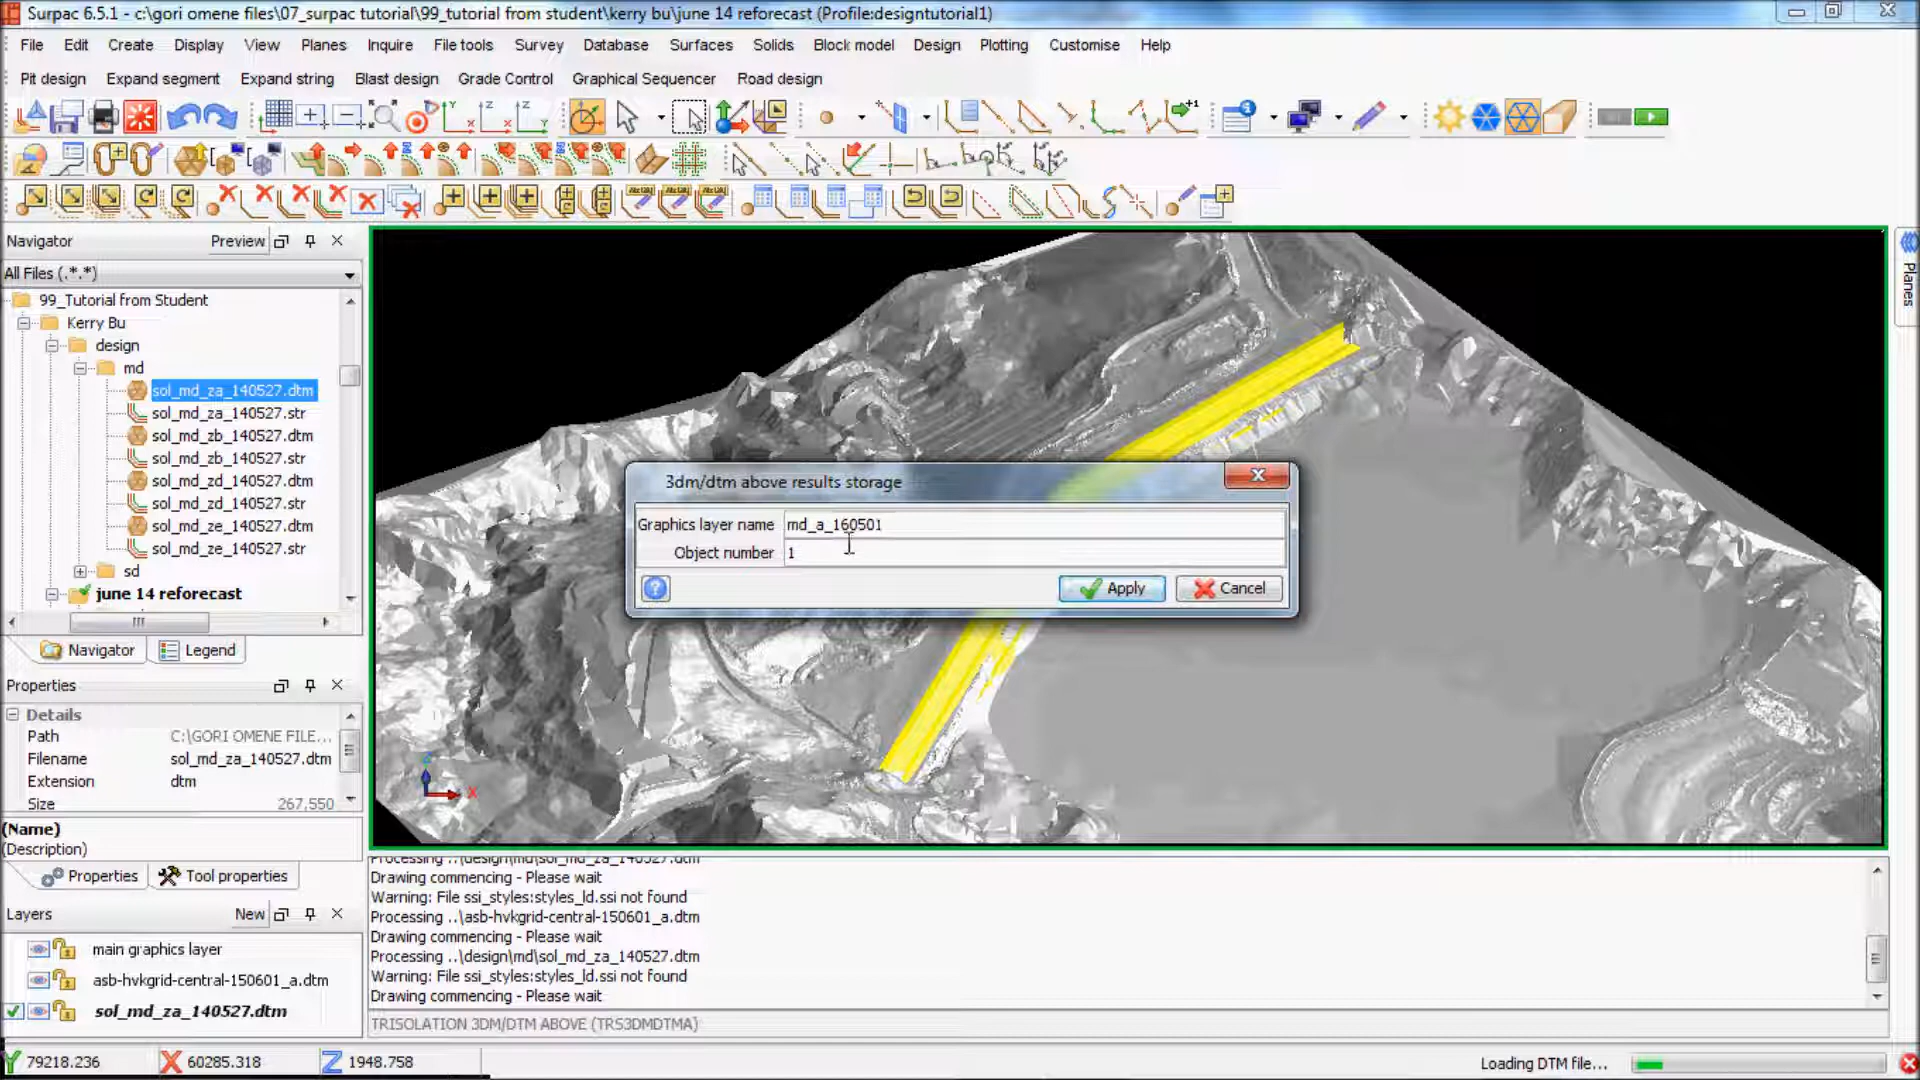 Surpac 6.5.1 - c:\gori omene files\07_surpac tutorial\99_tutorial from student\kerry bu\june 14 reforecast (Profile:designtutorial1)
File Edit Create Display View Planes Inquire File tools Survey Database Surfaces Solids Block model Design Plotting Customise Help
Pit design Expand segment Expand string Blast design Grade Control Graphical Sequencer Road design
Navigator Preview
All Files (.*.*)
99_Tutorial from Student
Kerry Bu
design
md
sol_md_za_140527.dtm
sol_md_za_140527.str
sol_md_zb_140527.dtm
sol_md_zb_140527.str
sol_md_zd_140527.dtm
sol_md_zd_140527.str
sol_md_ze_140527.dtm
sol_md_ze_140527.str
sd
june 14 reforecast
Navigator Legend
Properties
Details
Path C:\GORI OMENE FILE...
Filename sol_md_za_140527.dtm
Extension dtm
Size 267,550
(Name)
(Description)
Properties Tool properties
Layers New
main graphics layer
asb-hvkgrid-central-150601_a.dtm
sol_md_za_140527.dtm
Planes
3dm/dtm above results storage
Graphics layer name md_a_160501
Object number 1
Apply Cancel
X
Processing ..\design\md\sol_md_za_140527.dtm
Drawing commencing - Please wait
Warning: File ssi_styles:styles_ld.ssi not found
Processing ..\asb-hvkgrid-central-150601_a.dtm
Drawing commencing - Please wait
Processing ..\design\md\sol_md_za_140527.dtm
Warning: File ssi_styles:styles_ld.ssi not found
Drawing commencing - Please wait
TRISOLATION 3DM/DTM ABOVE (TRS3DMDTMA)
Y 79218.236 X 60285.318 Z 1948.758 Loading DTM file...